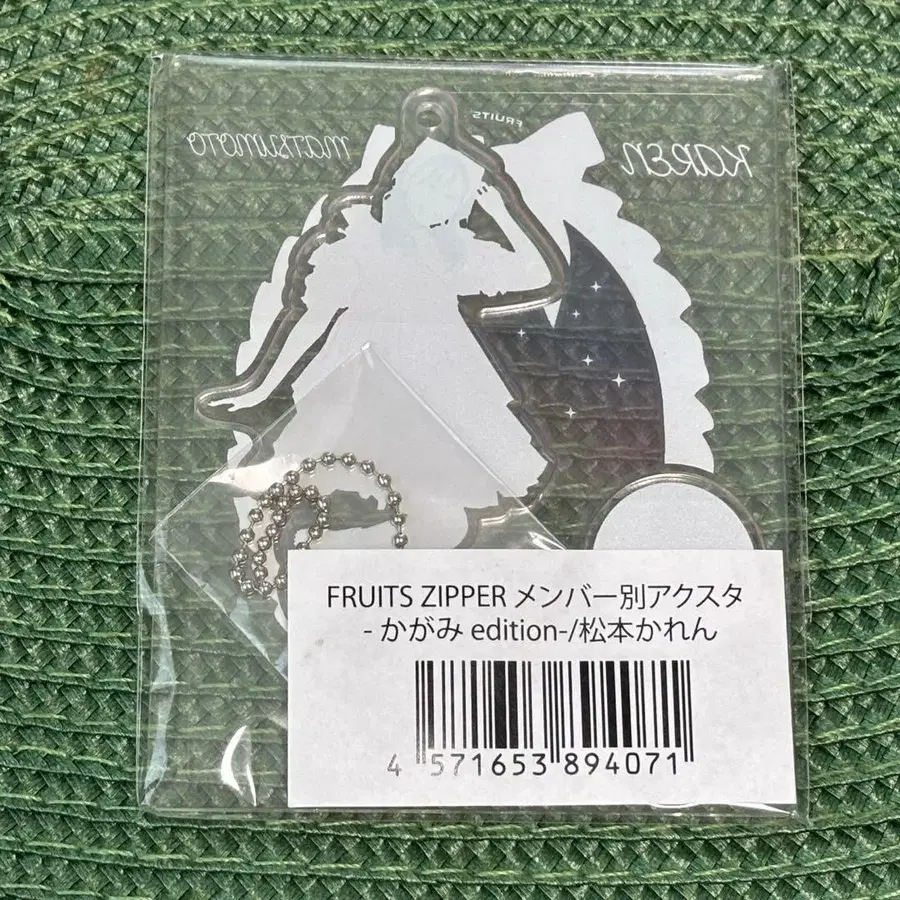 FRUITS
MATSUMOTO KAREN
FRUITS ZIPPER メンバー別アクスタ
- かがみ edition-/松本かれん
4 571653 894071